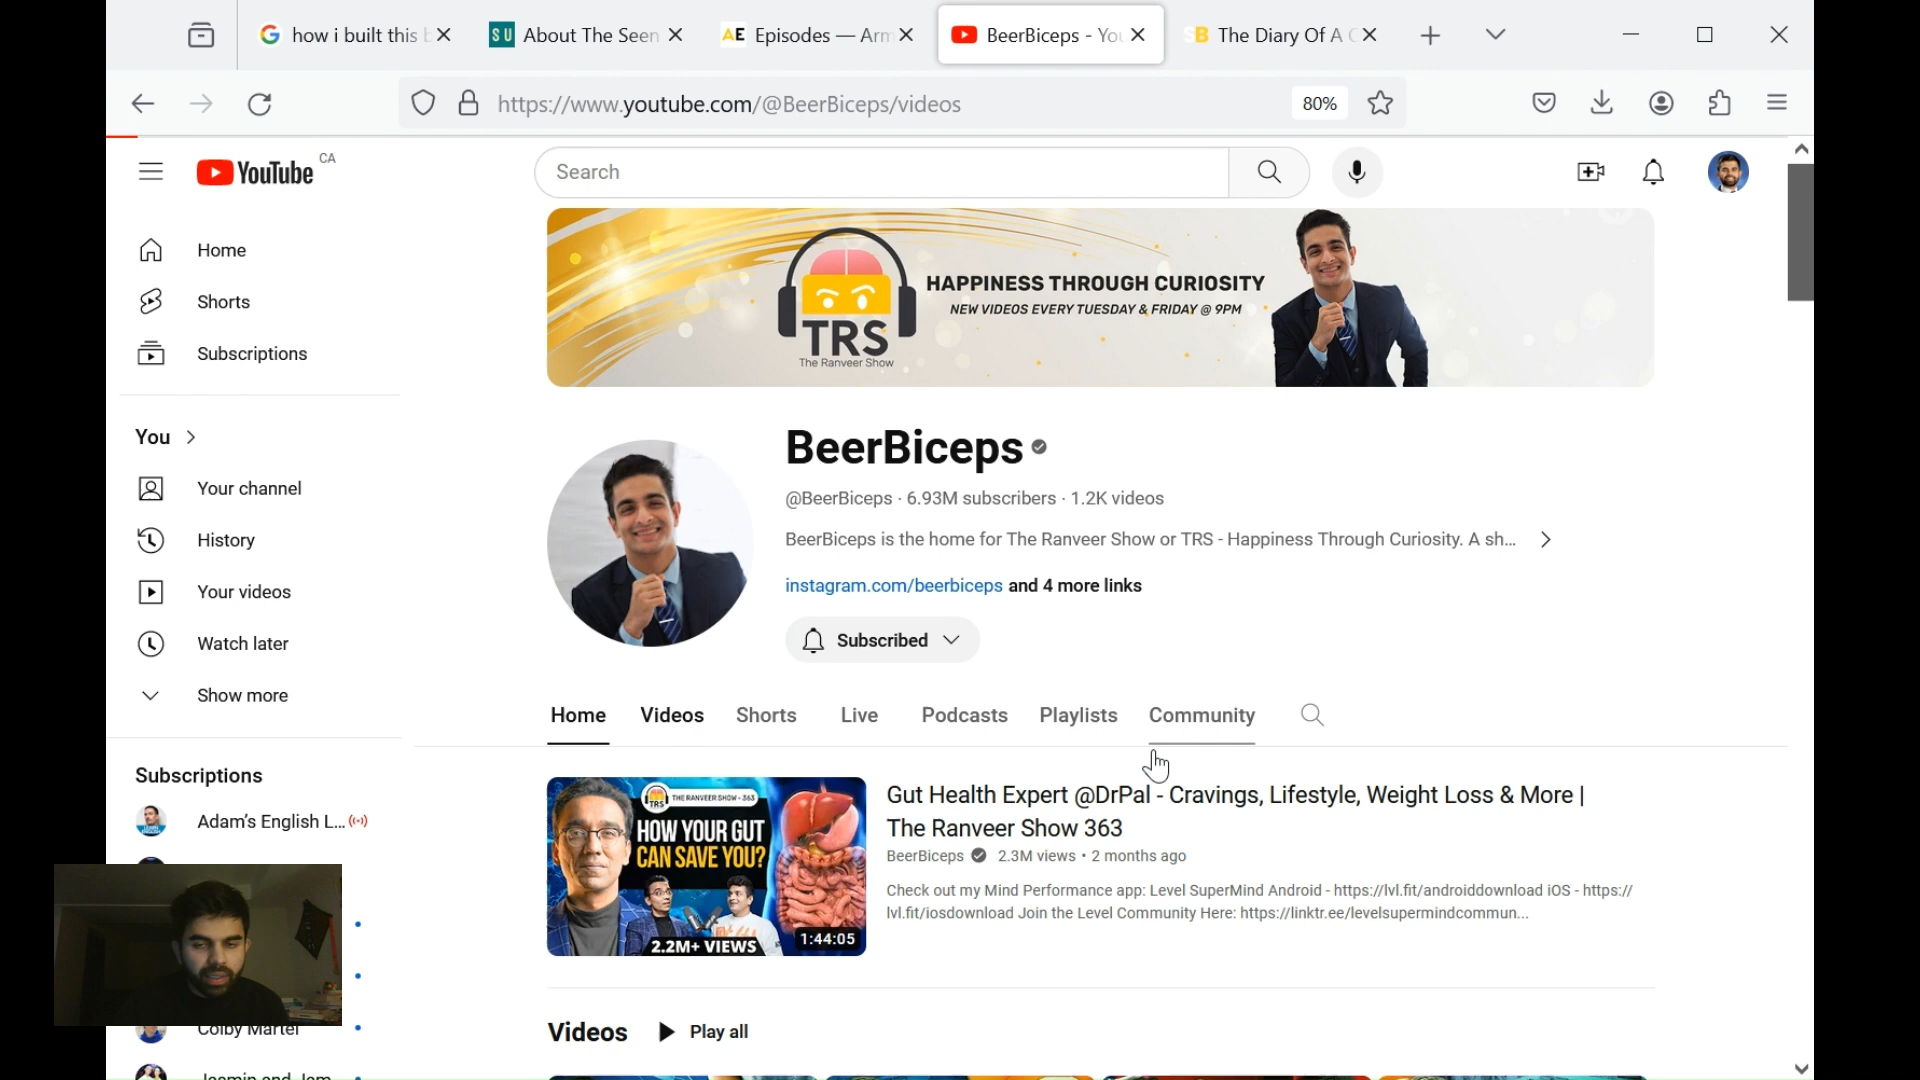 how i built this
About The Seen
AE Episodes — Arm
BeerBiceps - You
The Diary Of A C
https://www.youtube.com/@BeerBiceps/videos
80%
YouTube CA
Search
Home
Shorts
Subscriptions
You
Your channel
History
Your videos
Watch later
Show more
Subscriptions
Adam's English L...
Colby Marter
Jasmin and Jam
TRS
The Ranveer Show
HAPPINESS THROUGH CURIOSITY
NEW VIDEOS EVERY TUESDAY & FRIDAY @ 9PM
BeerBiceps
@BeerBiceps · 6.93M subscribers · 1.2K videos
BeerBiceps is the home for The Ranveer Show or TRS - Happiness Through Curiosity. A sh...
instagram.com/beerbiceps and 4 more links
Subscribed
Home Videos Shorts Live Podcasts Playlists Community
TRS THE RANVEER SHOW - 363
HOW YOUR GUT
CAN SAVE YOU?
2.2M+ VIEWS
1:44:05
Gut Health Expert @DrPal - Cravings, Lifestyle, Weight Loss & More |
The Ranveer Show 363
BeerBiceps 2.3M views • 2 months ago
Check out my Mind Performance app: Level SuperMind Android - https://lvl.fit/androiddownload iOS - https://
lvl.fit/iosdownload Join the Level Community Here: https://linktr.ee/levelsupermindcommun...
Videos Play all